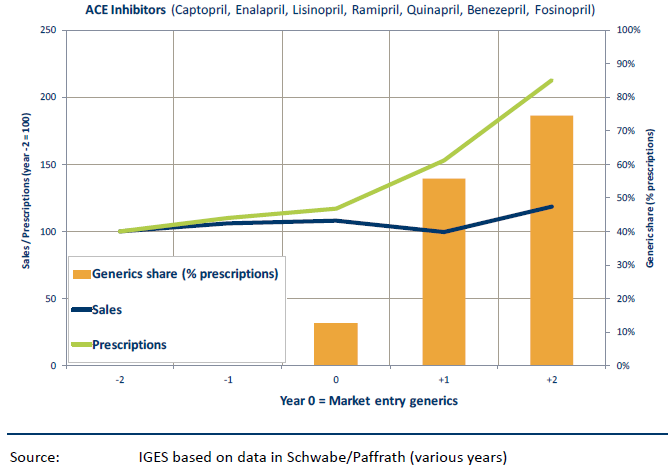 ACE Inhibitors (Captopril, Enalapril, Lisinopril, Ramipril, Quinapril, Benezepril, Fosinopril)
250
200
150
100
50
0
Sales / Prescriptions (year -2 = 100)
100%
90%
80%
70%
60%
50%
40%
30%
20%
10%
0%
Generic share (% prescriptions)
Generics share (% prescriptions)
Sales
Prescriptions
-2 -1 0 +1 +2
Year 0 = Market entry generics
Source: IGES based on data in Schwabe/Paffrath (various years)